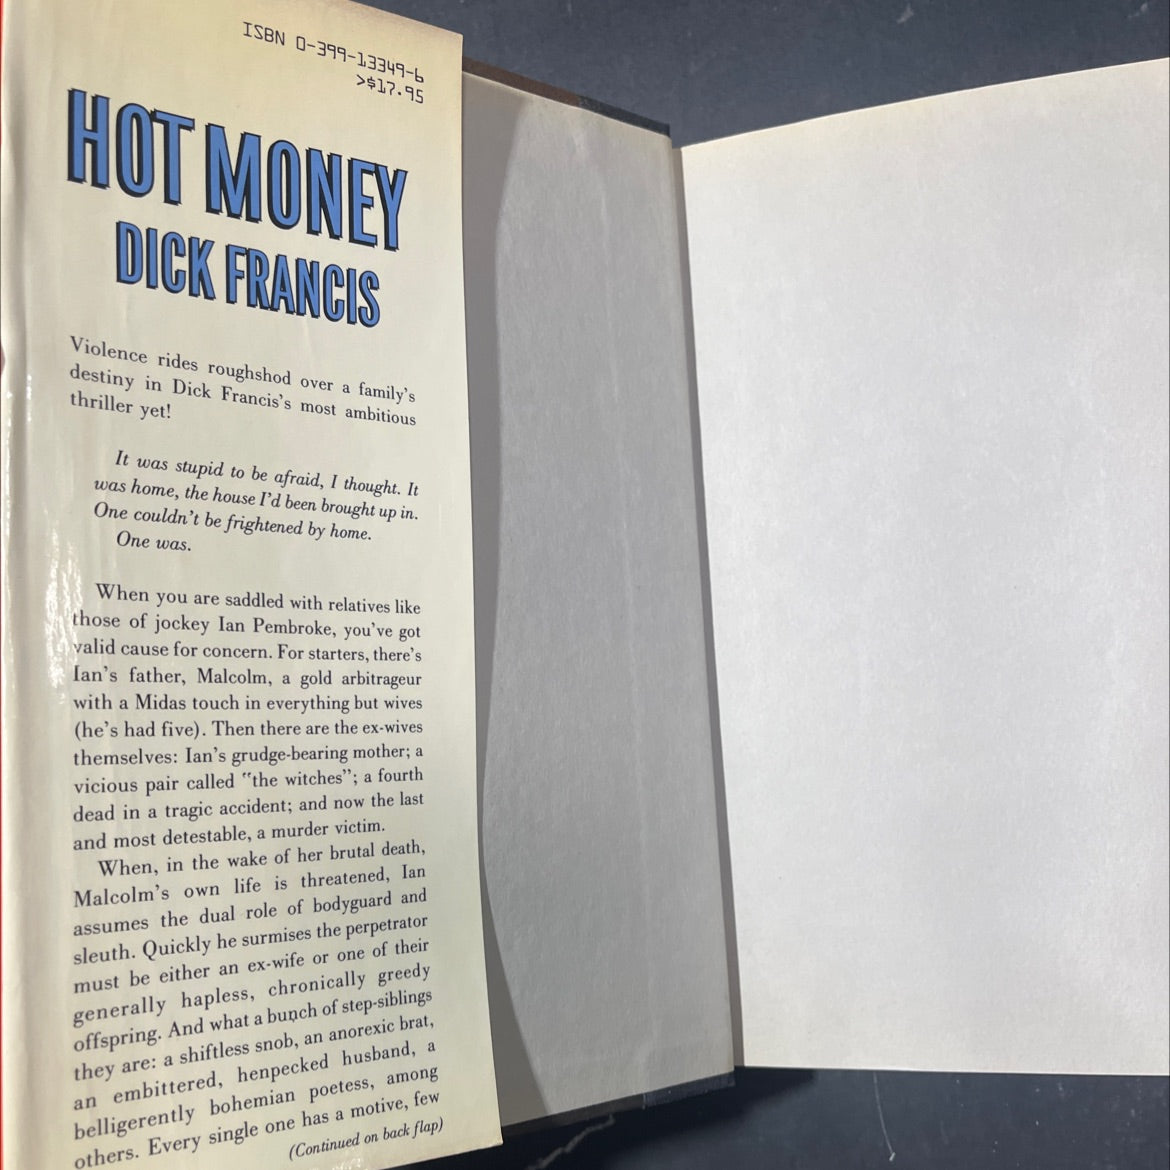 ISBN 0-399-13349-6
>$17.95
HOT MONEY
DICK FRANCIS
Violence rides roughshod over a family's
destiny in Dick Francis's most ambitious
thriller yet!
It was stupid to be afraid, I thought. It
was home, the house I'd been brought up in.
One couldn't be frightened by home.
One was.
When you are saddled with relatives like
those of jockey Ian Pembroke, you've got
valid cause for concern. For starters, there's
Ian's father, Malcolm, a gold arbitrageur
with a Midas touch in everything but wives
(he's had five). Then there are the ex-wives
themselves: Ian's grudge-bearing mother; a
vicious pair called "the witches"; a fourth
dead in a tragic accident; and now the last
and most detestable, a murder victim.
When, in the wake of her brutal death,
Malcolm's own life is threatened, Ian
assumes the dual role of bodyguard and
sleuth. Quickly he surmises the perpetrator
must be either an ex-wife or one of their
generally hapless, chronically greedy
offspring. And what a bunch of step-siblings
they are: a shiftless snob, an anorexic brat,
an embittered, henpecked husband, a
belligerently bohemian poetess, among
others. Every single one has a motive, few
(Continued on back flap)